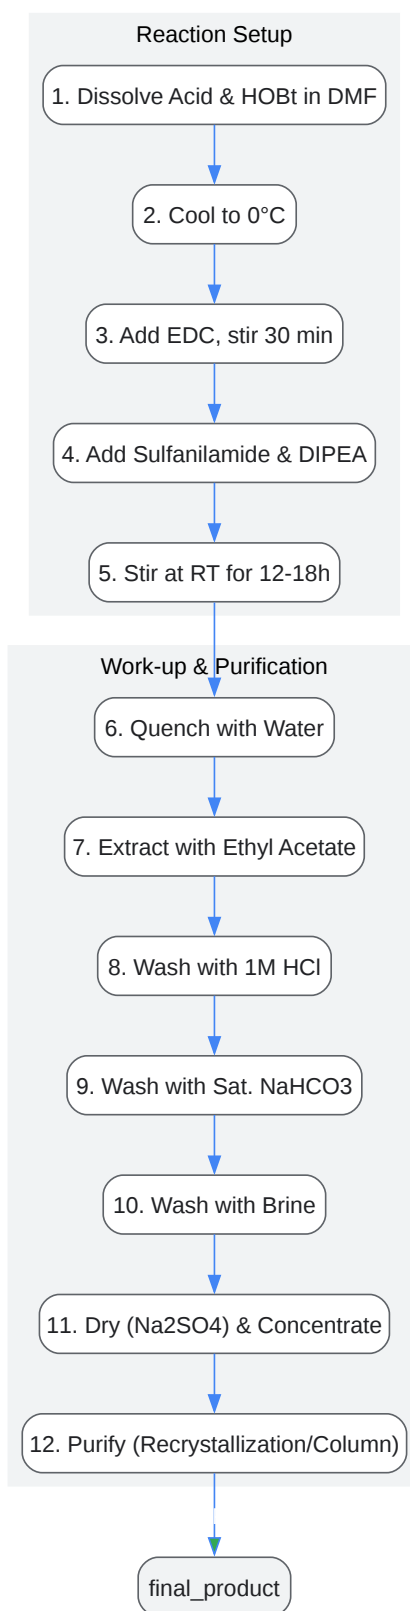 Reaction Setup
1. Dissolve Acid & HOBt in DMF
2. Cool to 0°C
3. Add EDC, stir 30 min
4. Add Sulfanilamide & DIPEA
5. Stir at RT for 12-18h
Work-up & Purification
6. Quench with Water
7. Extract with Ethyl Acetate
8. Wash with 1M HCl
9. Wash with Sat. NaHCO3
10. Wash with Brine
11. Dry (Na2SO4) & Concentrate
12. Purify (Recrystallization/Column)
final_product